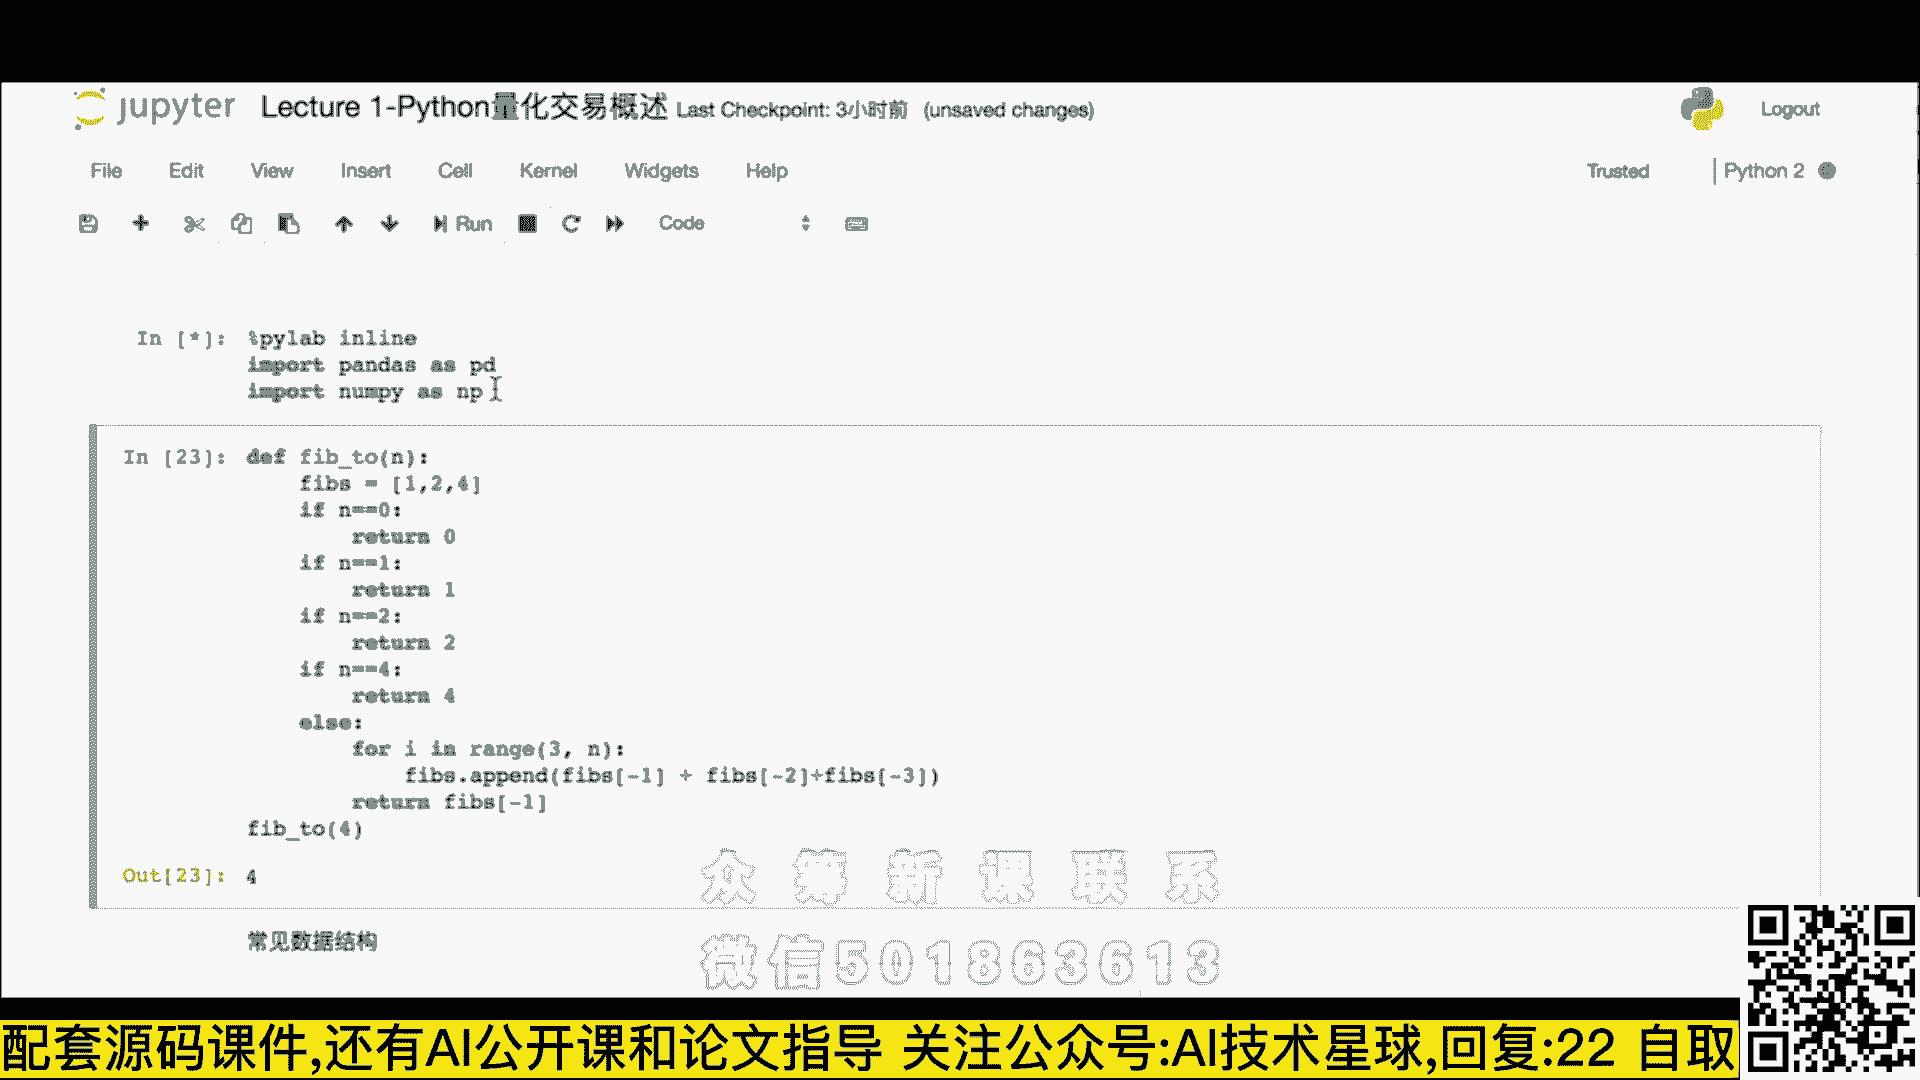 jupyter Lecture 1-Python量化交易概述 Last Checkpoint: 3小时前 (unsaved changes) Logout
File Edit View Insert Cell Kernel Widgets Help Trusted Python 2
Run Code
In [*]: %pylab inline
import pandas as pd
import numpy as np
In [23]: def fib_to(n):
fibs = [1,2,4]
if n==0:
return 0
if n==1:
return 1
if n==2:
return 2
if n==4:
return 4
else:
for i in range(3, n):
fibs.append(fibs[-1] + fibs[-2]+fibs[-3])
return fibs[-1]
fib_to(4)
Out[23]: 4
常见数据结构
众筹新课联系
微信501863613
配套源码课件,还有AI公开课和论文指导 关注公众号:AI技术星球,回复:22 自取